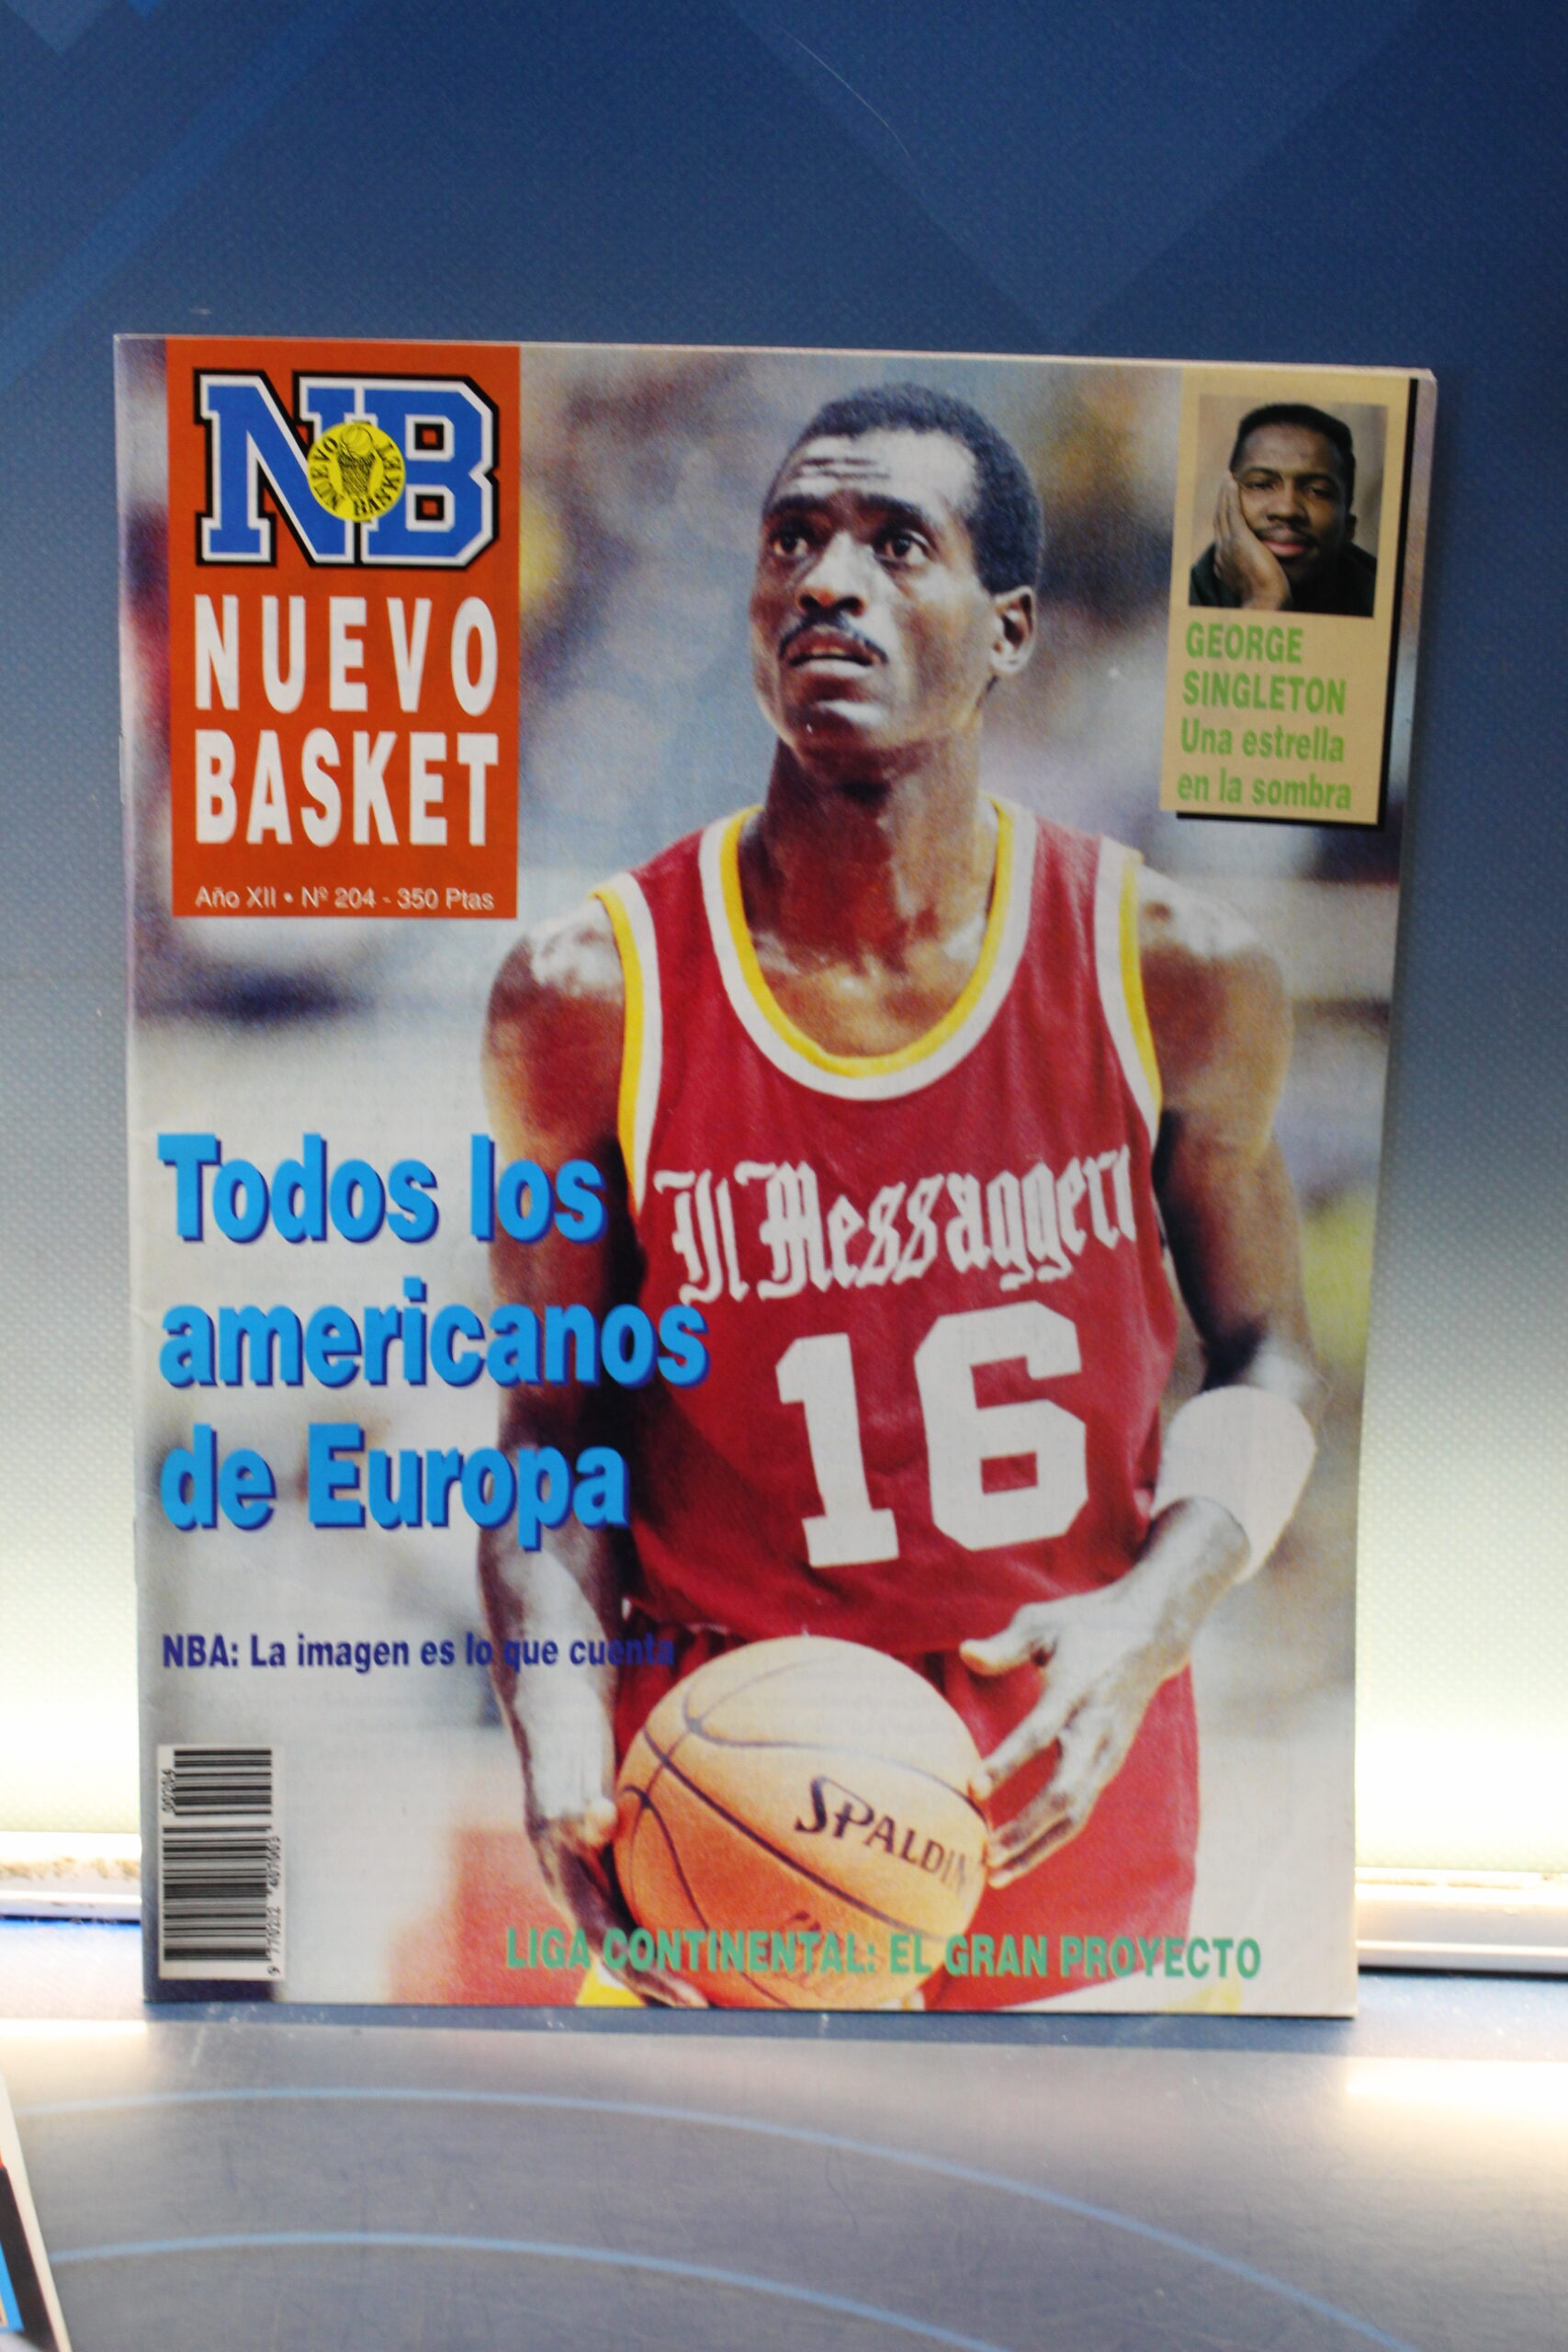 NB
NUEVO BASKET
NUEVO
BASKET
Año XII • Nº 204 - 350 Ptas
GEORGE
SINGLETON
Una estrella
en la sombra
Todos los
americanos
de Europa
Il Messaggero
16
NBA: La imagen es lo que cuenta
SPALDIN
LIGA CONTINENTAL: EL GRAN PROYECTO
00204